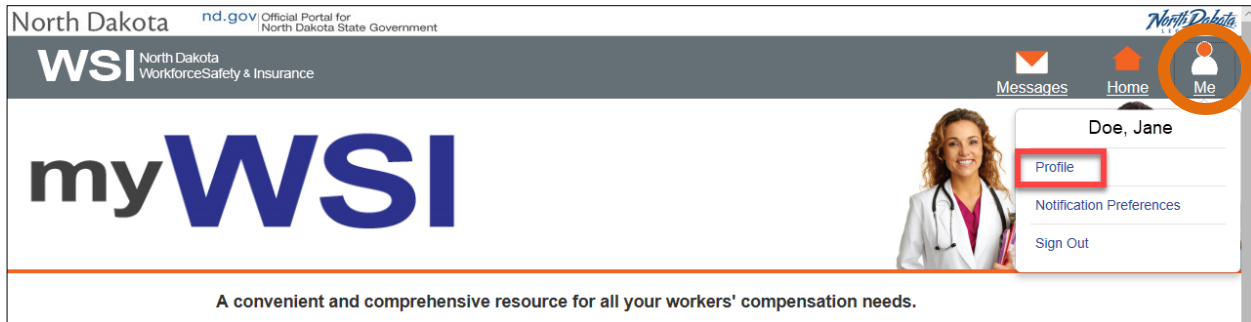 North Dakota nd.gov Official Portal for
North Dakota State Government
North Dakota
WSI North Dakota
WorkforceSafety & Insurance
Messages Home Me
myWSI
Doe, Jane
Profile
Notification Preferences
Sign Out
A convenient and comprehensive resource for all your workers' compensation needs.